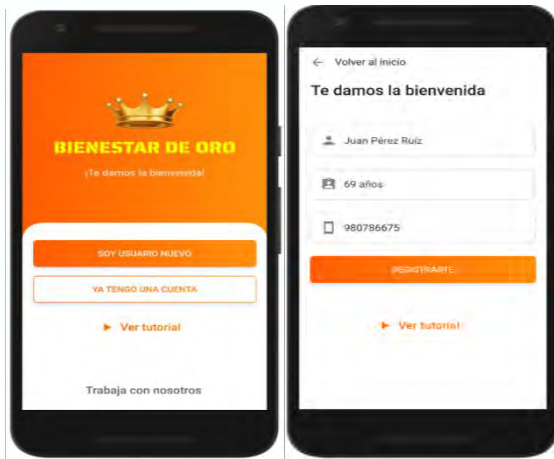 BIENESTAR DE ORO
¡Te damos la bienvenida!
SOY USUARIO NUEVO
YA TENGO UNA CUENTA
Ver tutorial
Trabaja con nosotros
Volver al inicio
Te damos la bienvenida
Juan Pérez Ruíz
69 años
980786675
REGISTRARTE
Ver tutorial